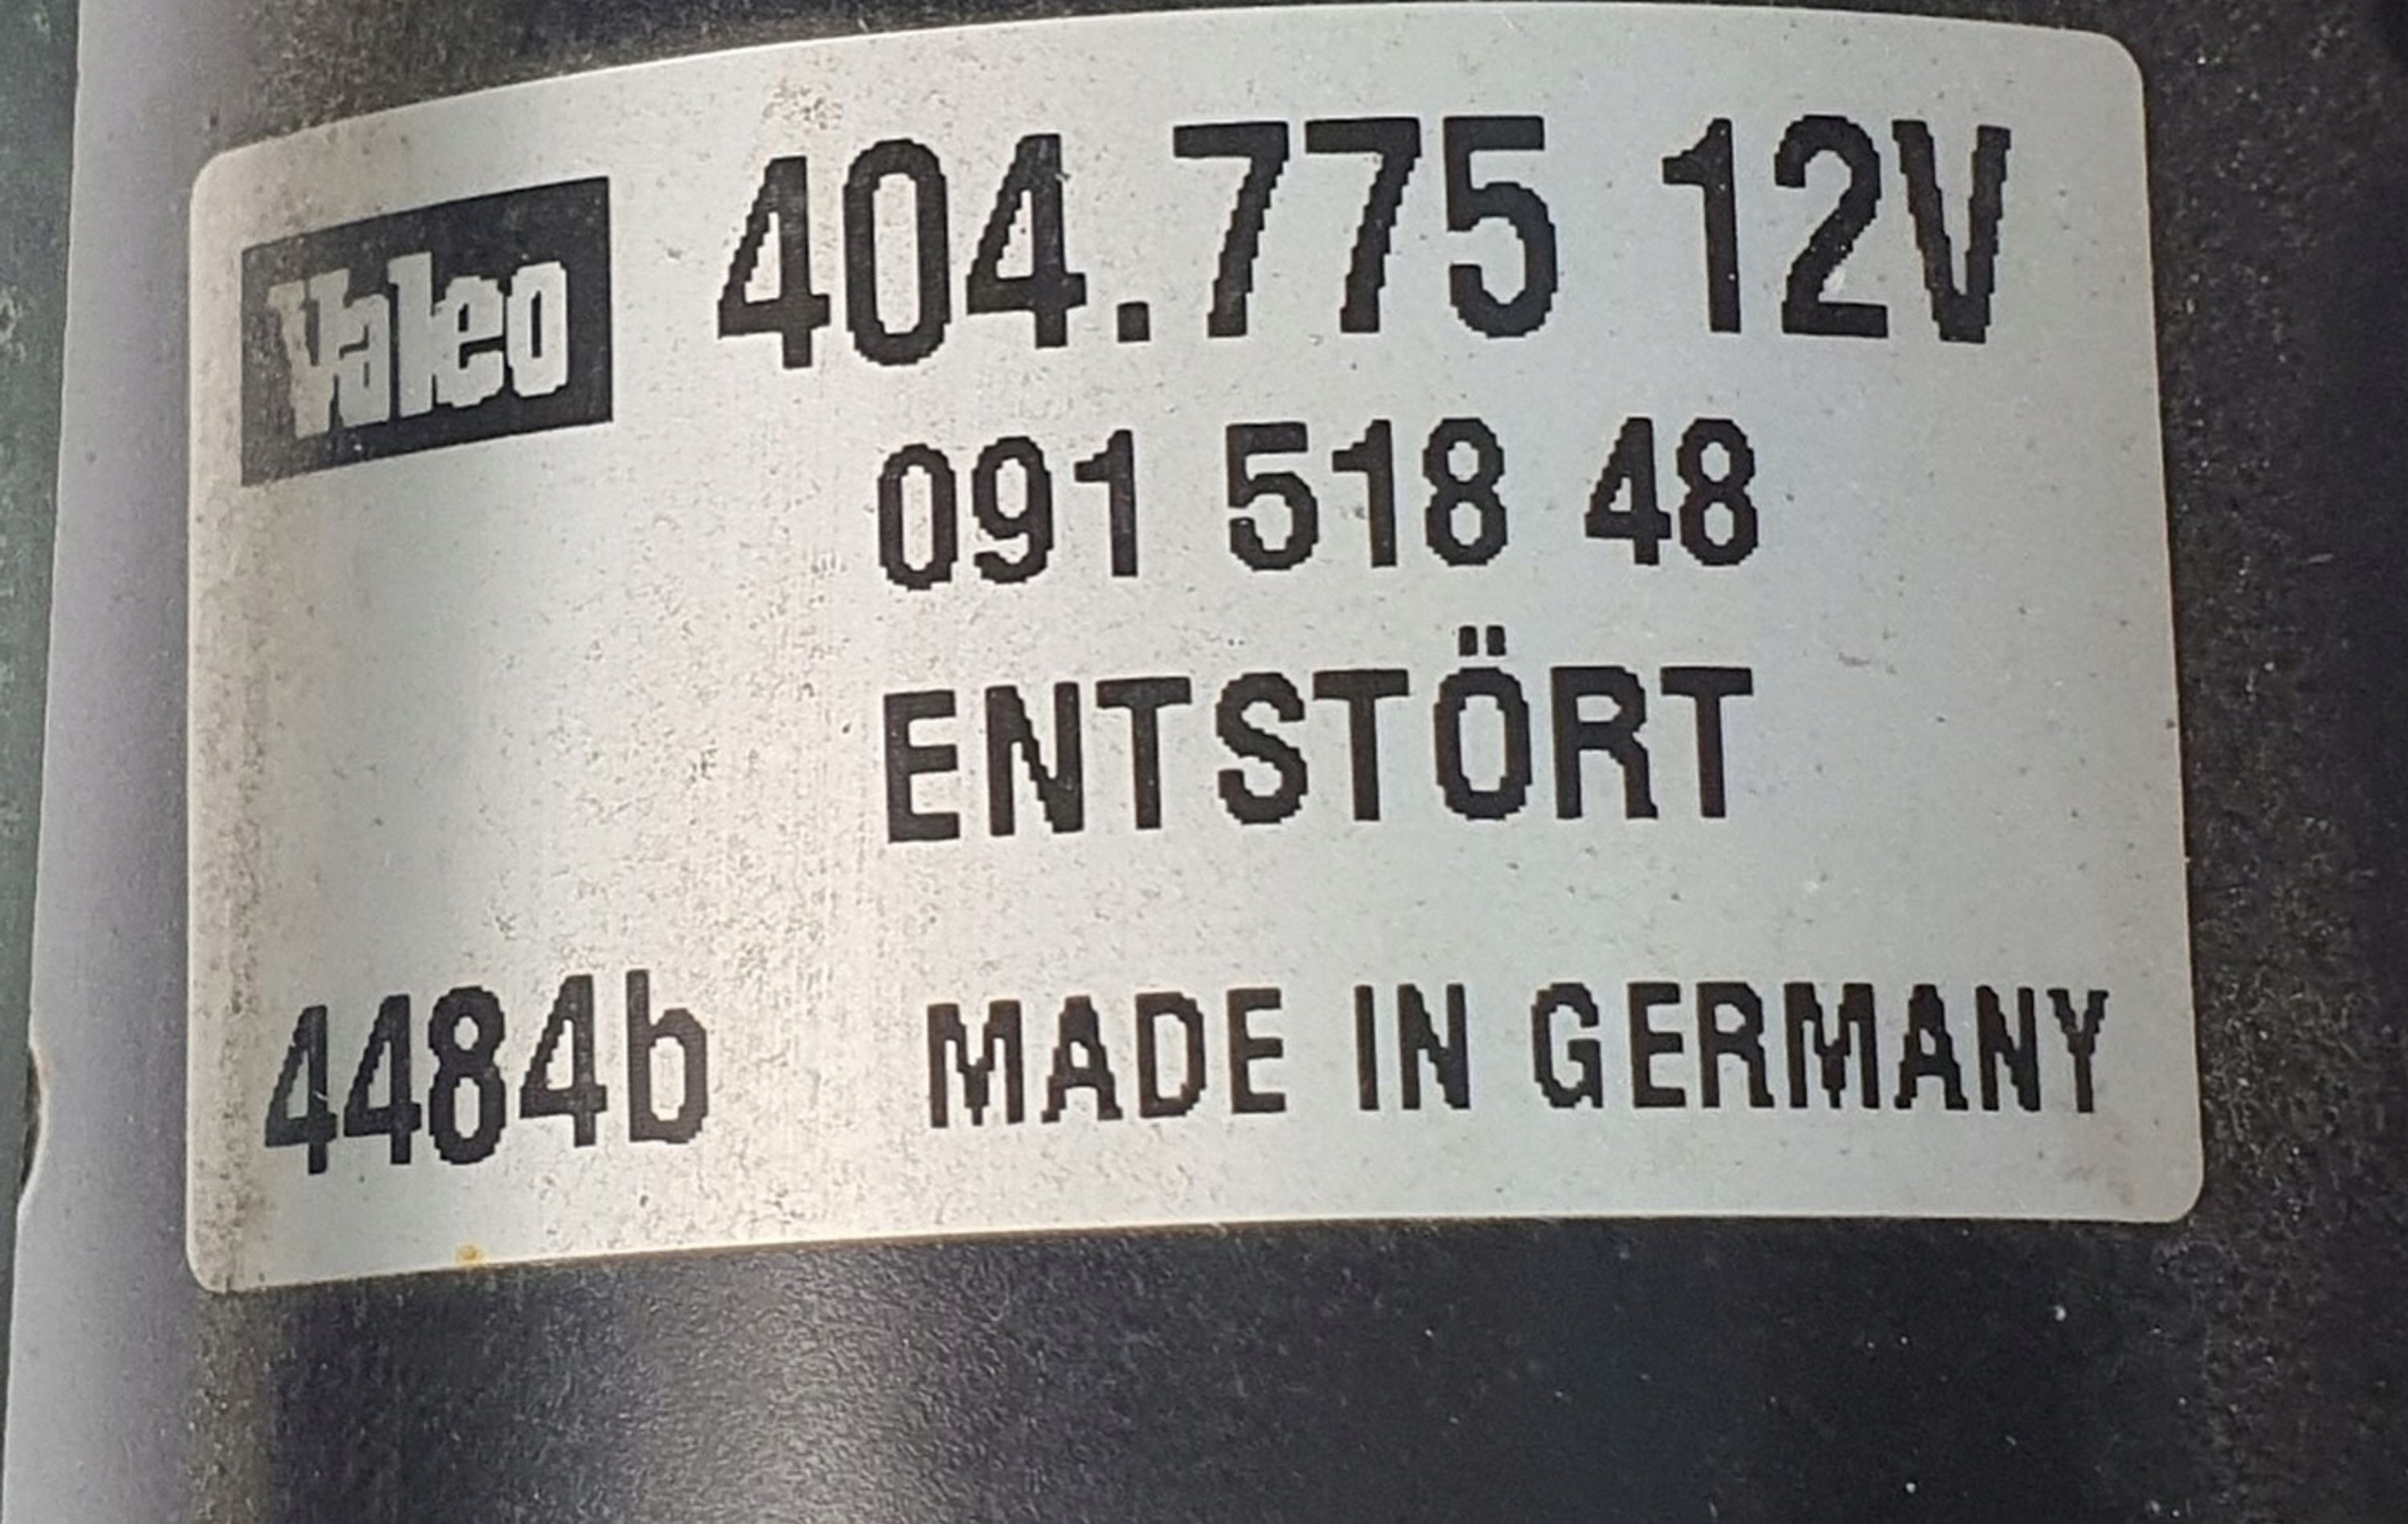 Valeo 404.775 12V
091 518 48
ENTSTÖRT
4484b MADE IN GERMANY